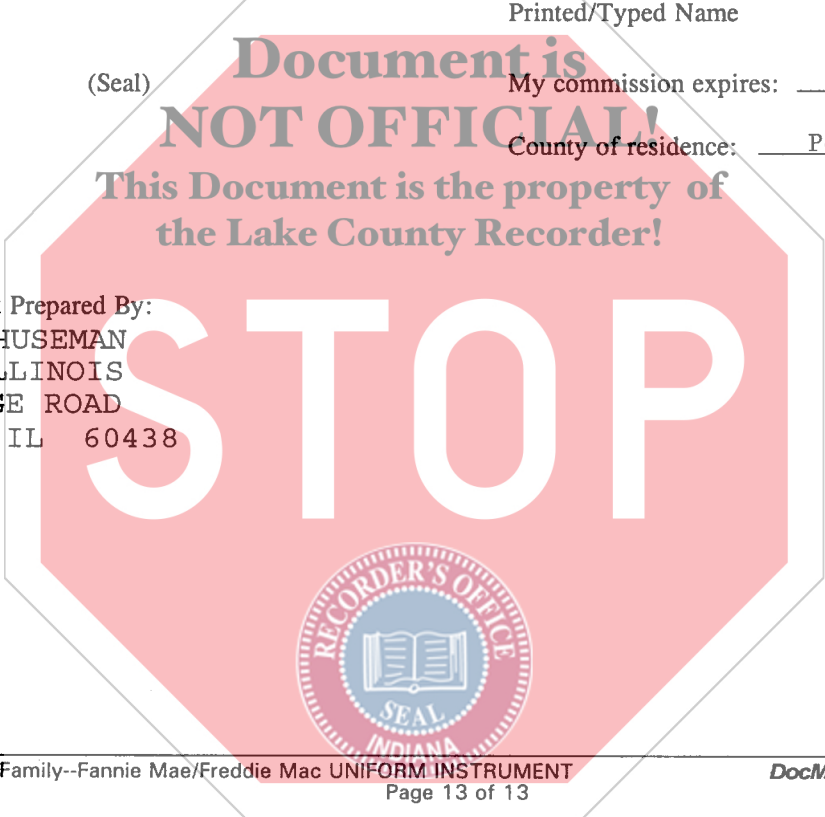 Printed/Typed Name
Document is
(Seal)
My commission expires:
NOT OFFICIAL!
County of residence: P
This Document is the property of
the Lake County Recorder!
Prepared By:
HUSEMAN
LLINOIS
GE ROAD
IL 60438
STOP
RECORDER'S OFFICE
SEAL
INDIANA
Family--Fannie Mae/Freddie Mac UNIFORM INSTRUMENT
DocM
Page 13 of 13